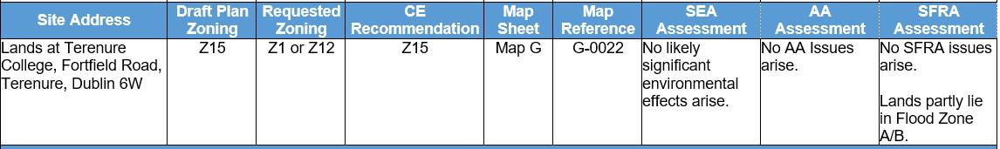 Site Address
Draft Plan
Zoning
Requested
Zoning
CE
Recommendation
Map
Sheet
Map
Reference
SEA
Assessment
AA
Assessment
SFRA
Assessment
Lands at Terenure
College, Fortfield Road,
Terenure, Dublin 6W
Z15
Z1 or Z12
Z15
Map G
G-0022
No likely
significant
environmental
effects arise.
No AA Issues
arise.
No SFRA issues
arise.
Lands partly lie
in Flood Zone
A/B.